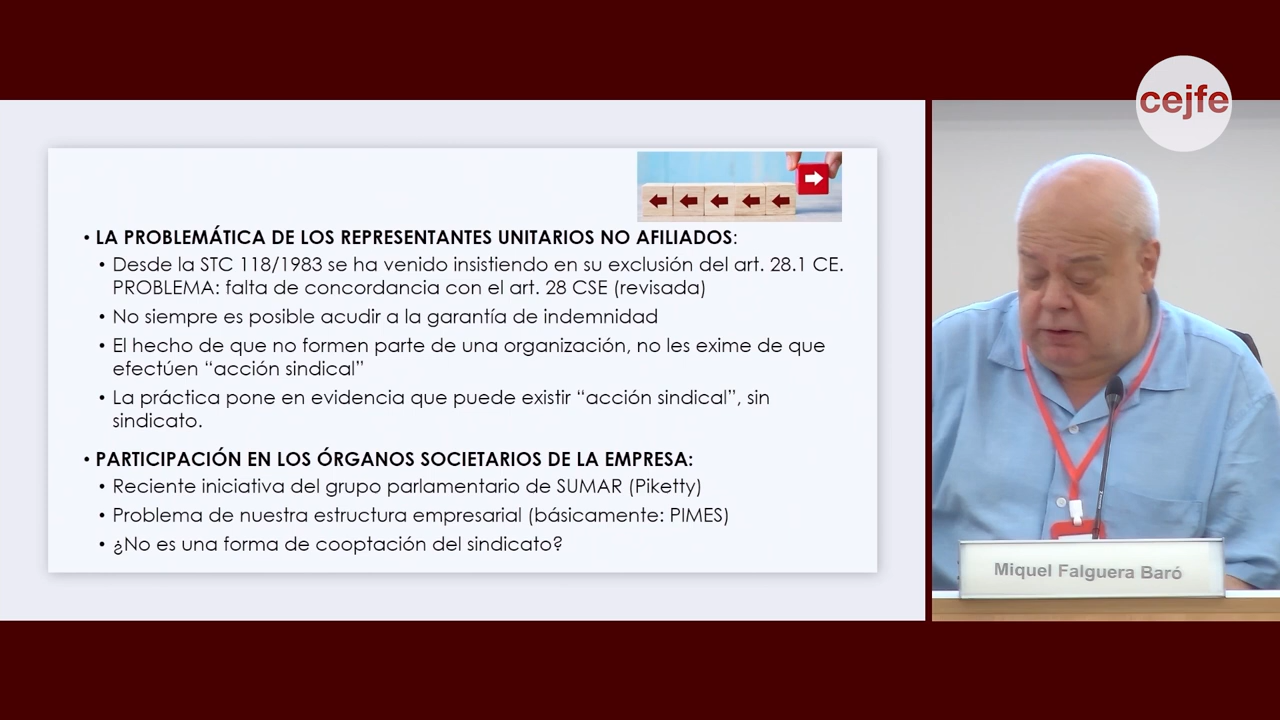 cejfe
• LA PROBLEMÁTICA DE LOS REPRESENTANTES UNITARIOS NO AFILIADOS:
• Desde la STC 118/1983 se ha venido insistiendo en su exclusión del art. 28.1 CE.
PROBLEMA: falta de concordancia con el art. 28 CSE (revisada)
• No siempre es posible acudir a la garantía de indemnidad
• El hecho de que no formen parte de una organización, no les exime de que
efectúen “acción sindical”
• La práctica pone en evidencia que puede existir “acción sindical”, sin
sindicato.
• PARTICIPACIÓN EN LOS ÓRGANOS SOCIETARIOS DE LA EMPRESA:
• Reciente iniciativa del grupo parlamentario de SUMAR (Piketty)
• Problema de nuestra estructura empresarial (básicamente: PIMES)
• ¿No es una forma de cooptación del sindicato?
Miquel Falguera Baró